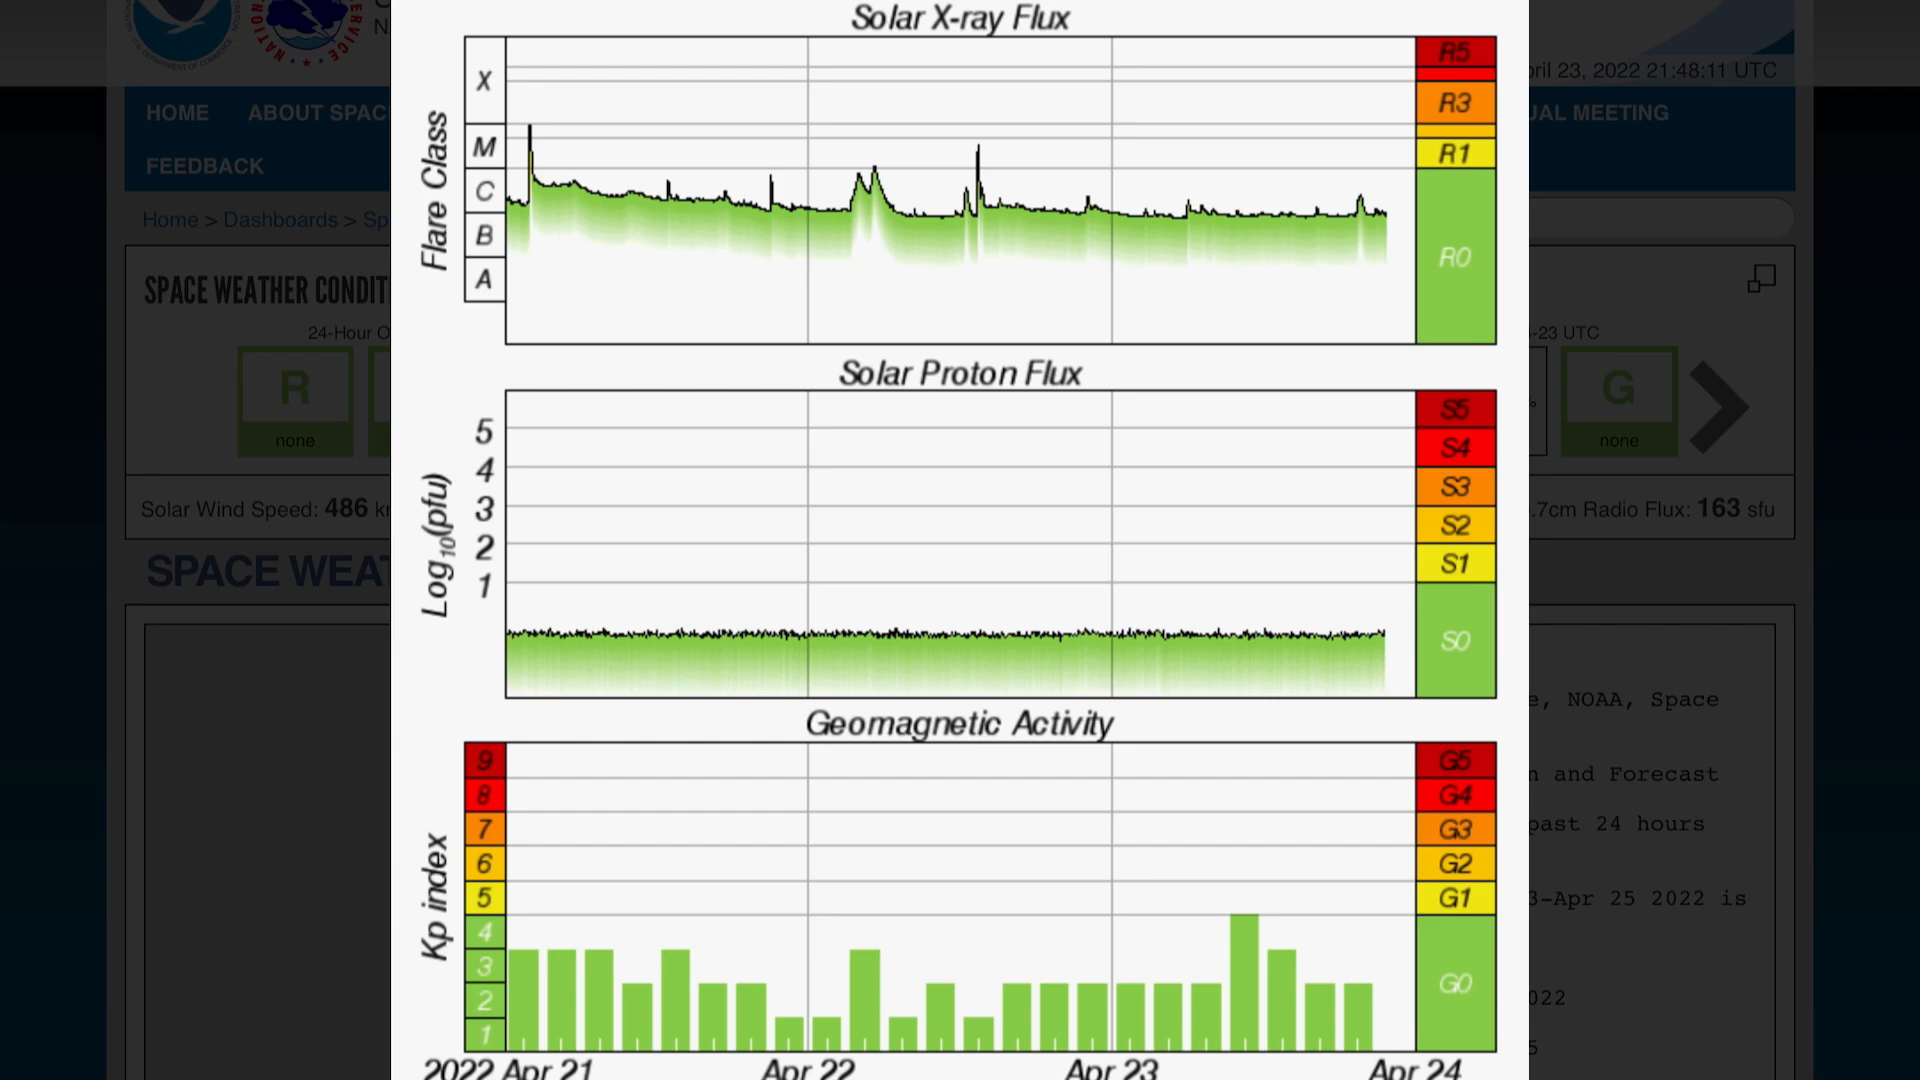 Solar X-ray Flux
Flare Class
X
M
C
B
A
R5
R3
R1
R0
Solar Proton Flux
Log10(pfu)
5
4
3
2
1
S5
S4
S3
S2
S1
S0
Geomagnetic Activity
Kp index
9
8
7
6
5
4
3
2
1
G5
G4
G3
G2
G1
G0
2022 Apr 21
Apr 22
Apr 23
Apr 24
HOME
ABOUT SPAC
FEEDBACK
UAL MEETING
ril 23, 2022 21:48:11 UTC
Home > Dashboards > Sp
SPACE WEATHER CONDIT
24-Hour O
-23 UTC
R
none
G
none
Solar Wind Speed: 486 k
.7cm Radio Flux: 163 sfu
SPACE WEAT
e, NOAA, Space
n and Forecast
past 24 hours
3-Apr 25 2022 is
022
5